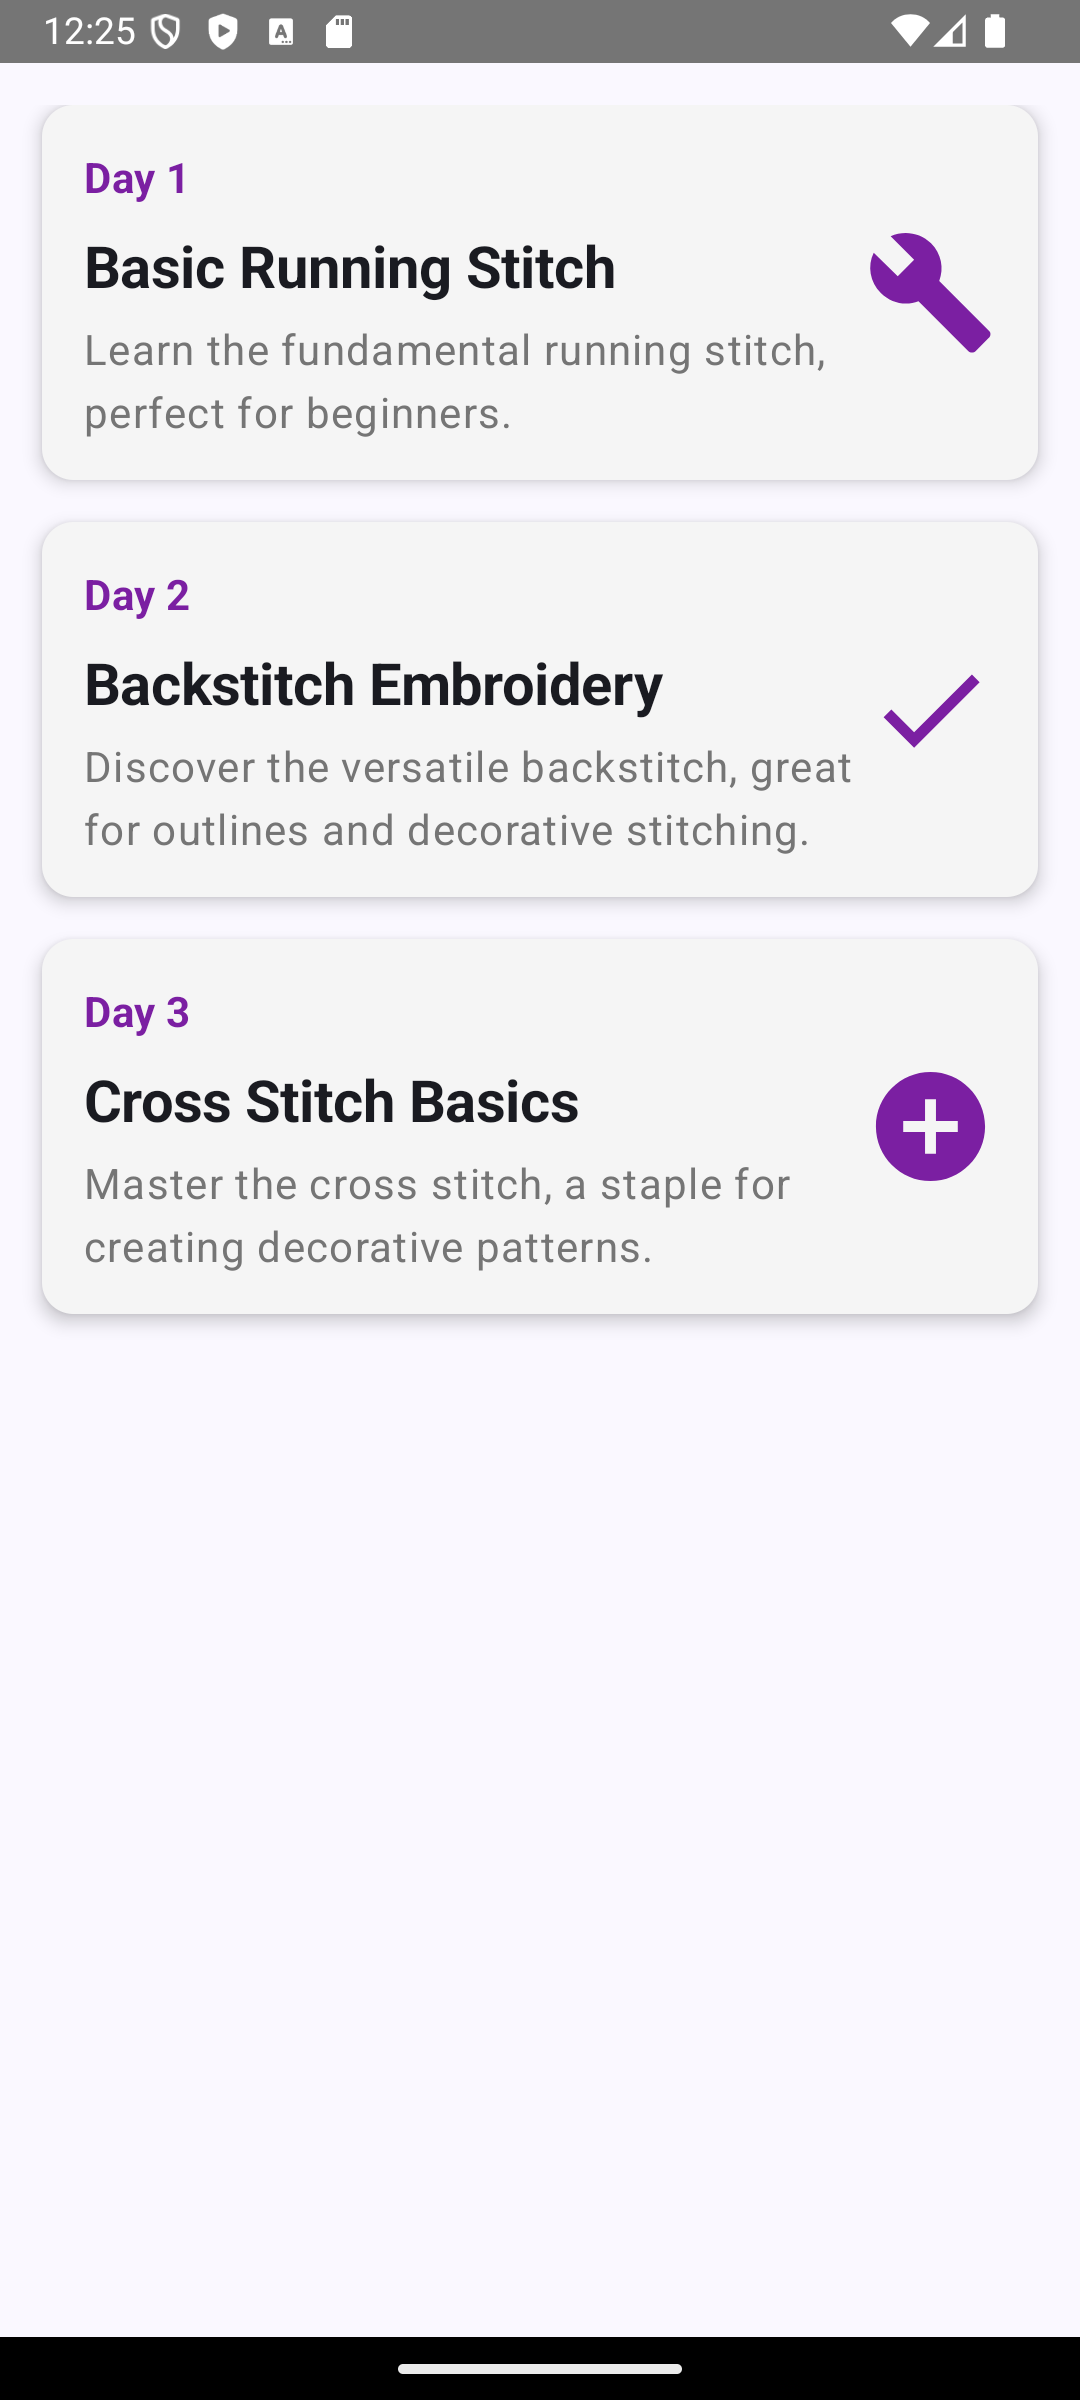 12:25
Day 1
Basic Running Stitch
Learn the fundamental running stitch,
perfect for beginners.
Day 2
Backstitch Embroidery
Discover the versatile backstitch, great
for outlines and decorative stitching.
Day 3
Cross Stitch Basics
Master the cross stitch, a staple for
creating decorative patterns.